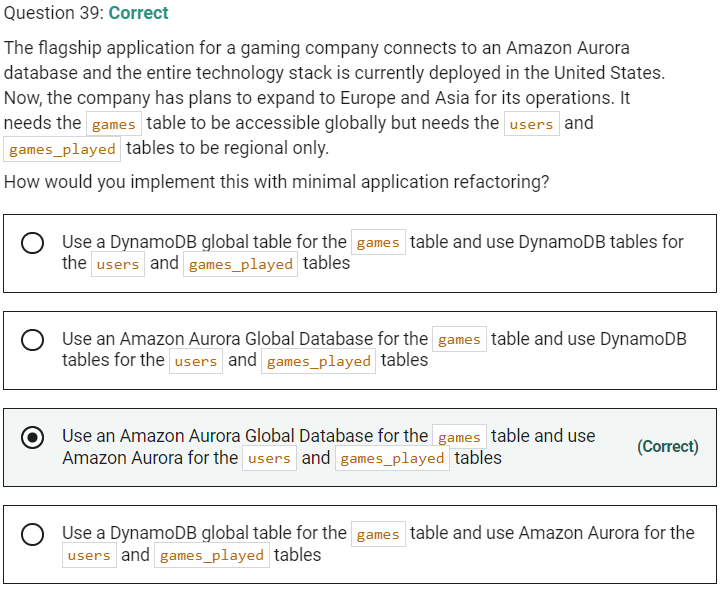 Question 39: Correct
The flagship application for a gaming company connects to an Amazon Aurora
database and the entire technology stack is currently deployed in the United States.
Now, the company has plans to expand to Europe and Asia for its operations. It
needs the games table to be accessible globally but needs the users and
games_played tables to be regional only.
How would you implement this with minimal application refactoring?
Use a DynamoDB global table for the games table and use DynamoDB tables for
the users and games_played tables
Use an Amazon Aurora Global Database for the games table and use DynamoDB
tables for the users and games_played tables
Use an Amazon Aurora Global Database for the games table and use
Amazon Aurora for the users and games_played tables
(Correct)
Use a DynamoDB global table for the games table and use Amazon Aurora for the
users and games_played tables